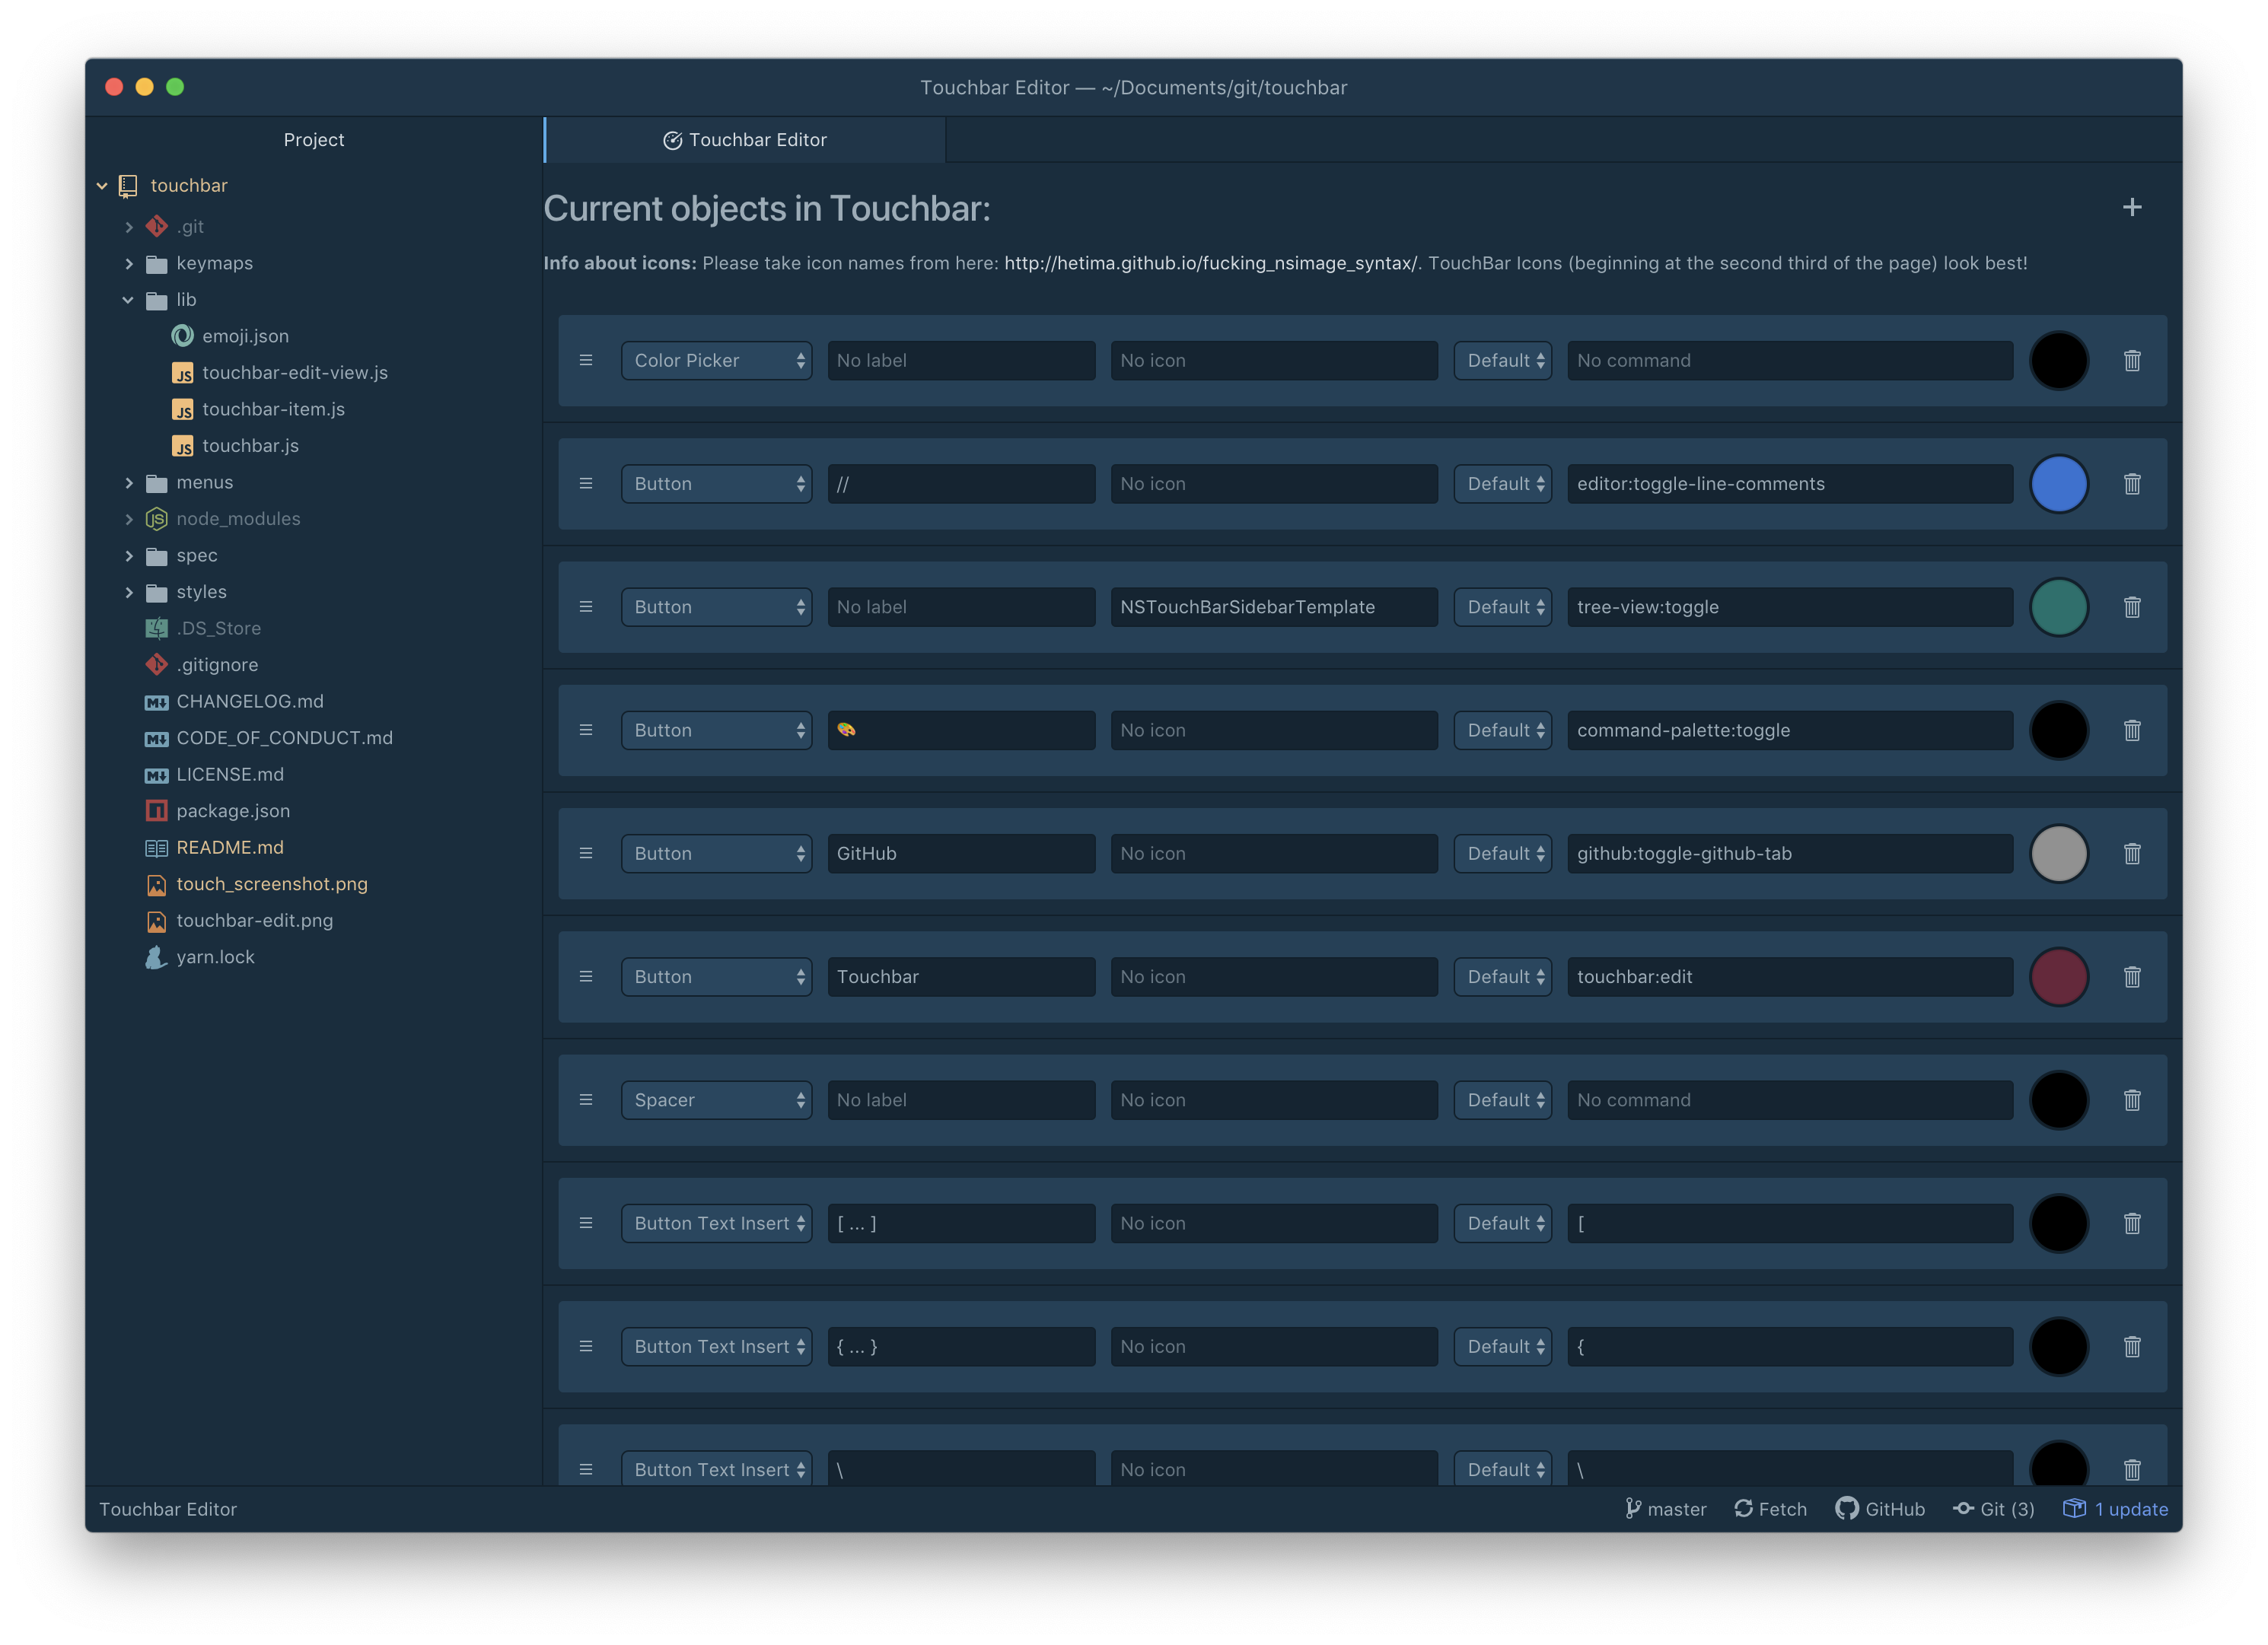 Touchbar Editor — ~/Documents/git/touchbar
Project
Touchbar Editor
touchbar
.git
keymaps
lib
emoji.json
touchbar-edit-view.js
touchbar-item.js
touchbar.js
menus
node_modules
spec
styles
.DS_Store
.gitignore
CHANGELOG.md
CODE_OF_CONDUCT.md
LICENSE.md
package.json
README.md
touch_screenshot.png
touchbar-edit.png
yarn.lock
Current objects in Touchbar:
Info about icons: Please take icon names from here: http://hetima.github.io/fucking_nsimage_syntax/. TouchBar Icons (beginning at the second third of the page) look best!
Color Picker No label No icon Default No command
Button // No icon Default editor:toggle-line-comments
Button No label NSTouchBarSidebarTemplate Default tree-view:toggle
Button 🎨 No icon Default command-palette:toggle
Button GitHub No icon Default github:toggle-github-tab
Button Touchbar No icon Default touchbar:edit
Spacer No label No icon Default No command
Button Text Insert [ ... ] No icon Default [
Button Text Insert { ... } No icon Default {
Button Text Insert \ No icon Default \
Touchbar Editor master Fetch GitHub Git (3) 1 update